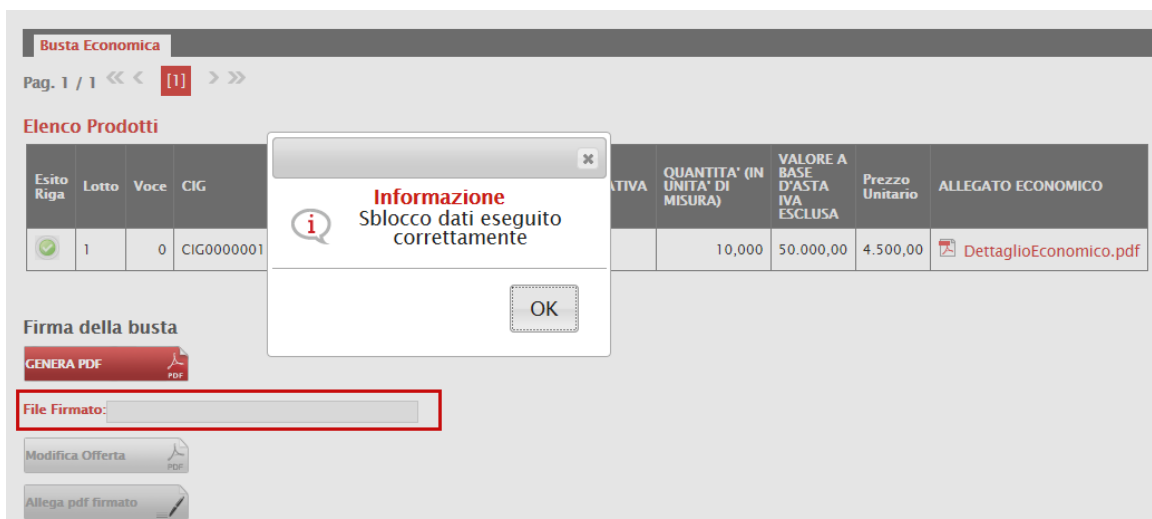 Busta Economica
Pag. 1 / 1 << < [1] > >>
Elenco Prodotti
Esito Riga Lotto Voce CIG TIVA QUANTITA' (IN UNITA' DI MISURA) VALORE A BASE D'ASTA IVA ESCLUSA Prezzo Unitario ALLEGATO ECONOMICO
1 0 CIG0000001 10,000 50.000,00 4.500,00 DettaglioEconomico.pdf
Informazione
Sblocco dati eseguito
correttamente
OK
Firma della busta
GENERA PDF PDF
File Firmato:
Modifica Offerta PDF
Allega pdf firmato